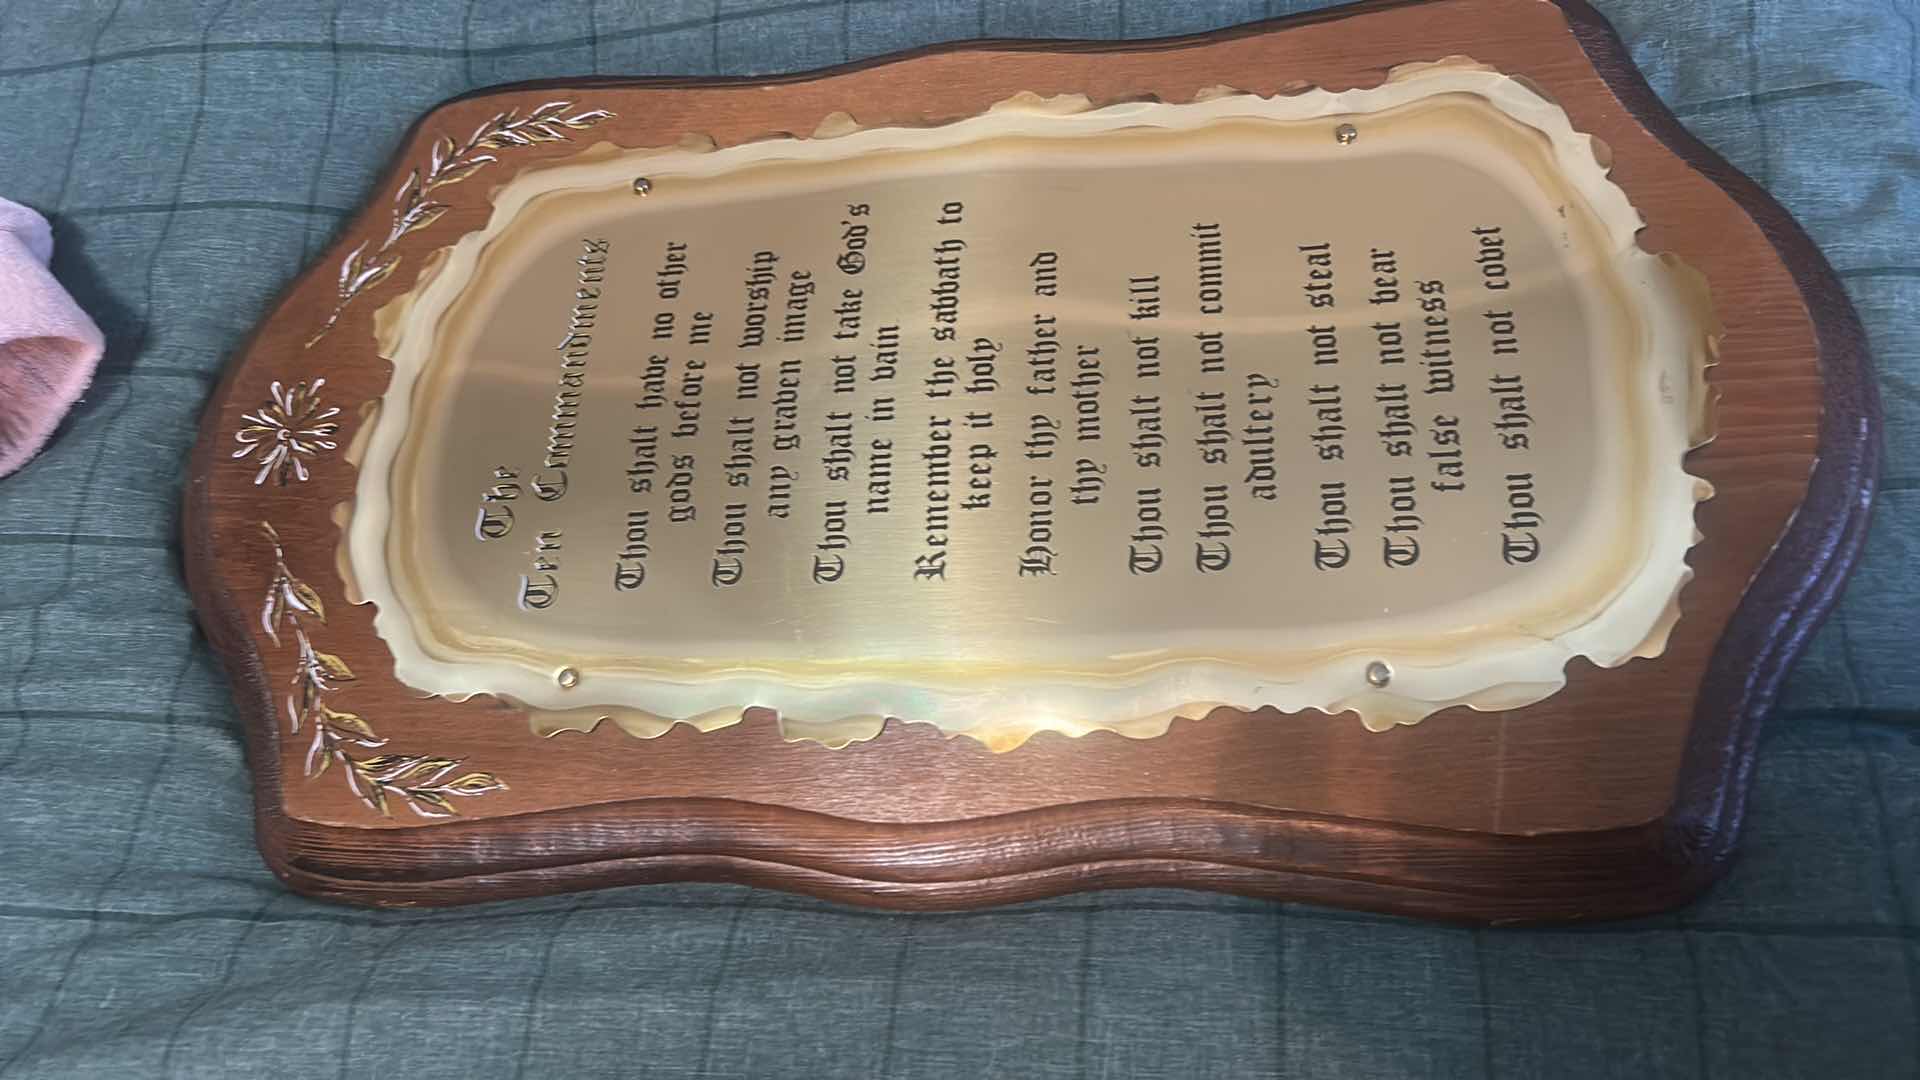 The
Ten Commandments
Thou shalt have no other
gods before me
Thou shalt not worship
any graven image
Thou shalt not take God's
name in vain
Remember the sabbath to
keep it holy
Honor thy father and
thy mother
Thou shalt not kill
Thou shalt not commit
adultery
Thou shalt not steal
Thou shalt not bear
false witness
Thou shalt not covet